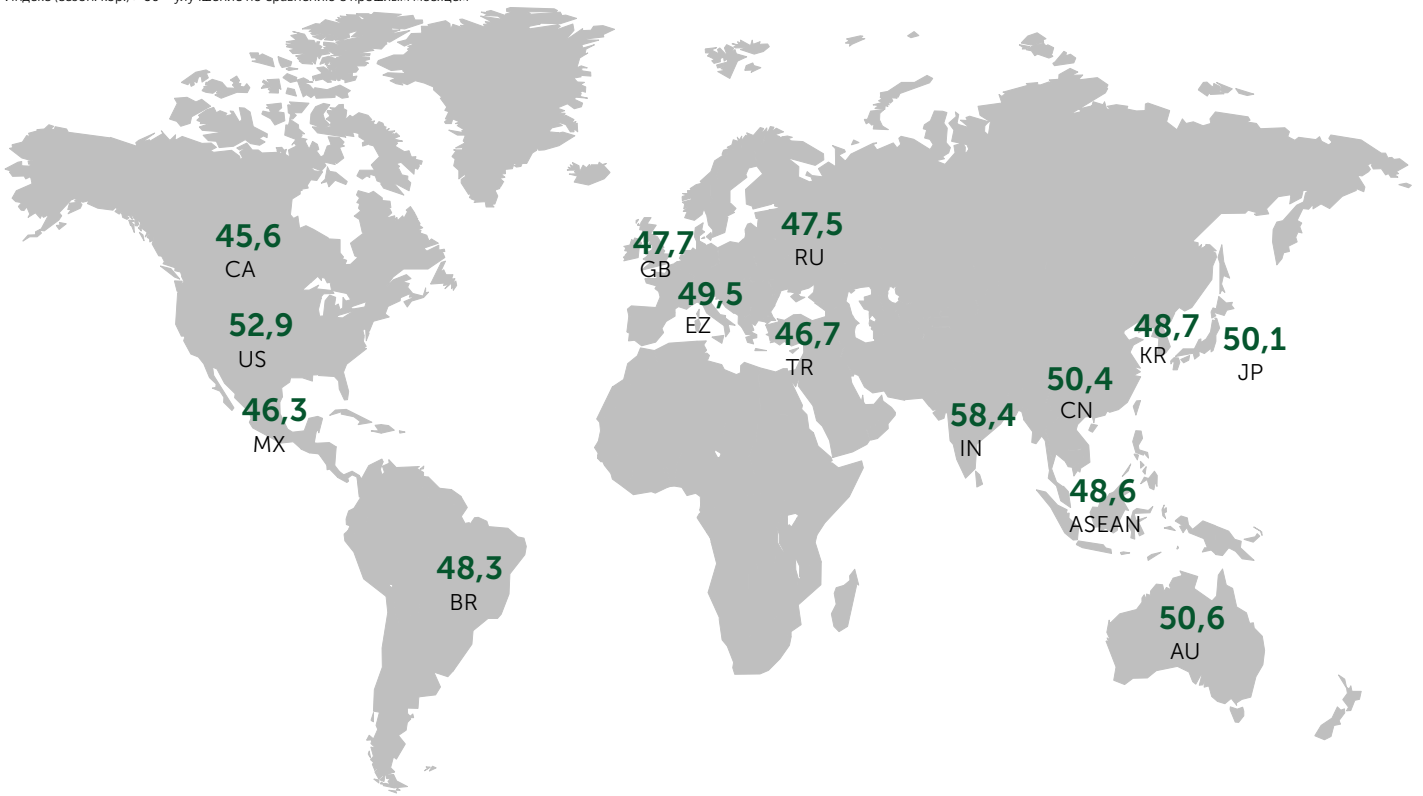 45,6
CA
47,7
GB
47,5
RU
49,5
EZ
52,9
US
46,7
TR
48,7
KR
50,1
JP
50,4
CN
46,3
MX
58,4
IN
48,6
ASEAN
48,3
BR
50,6
AU